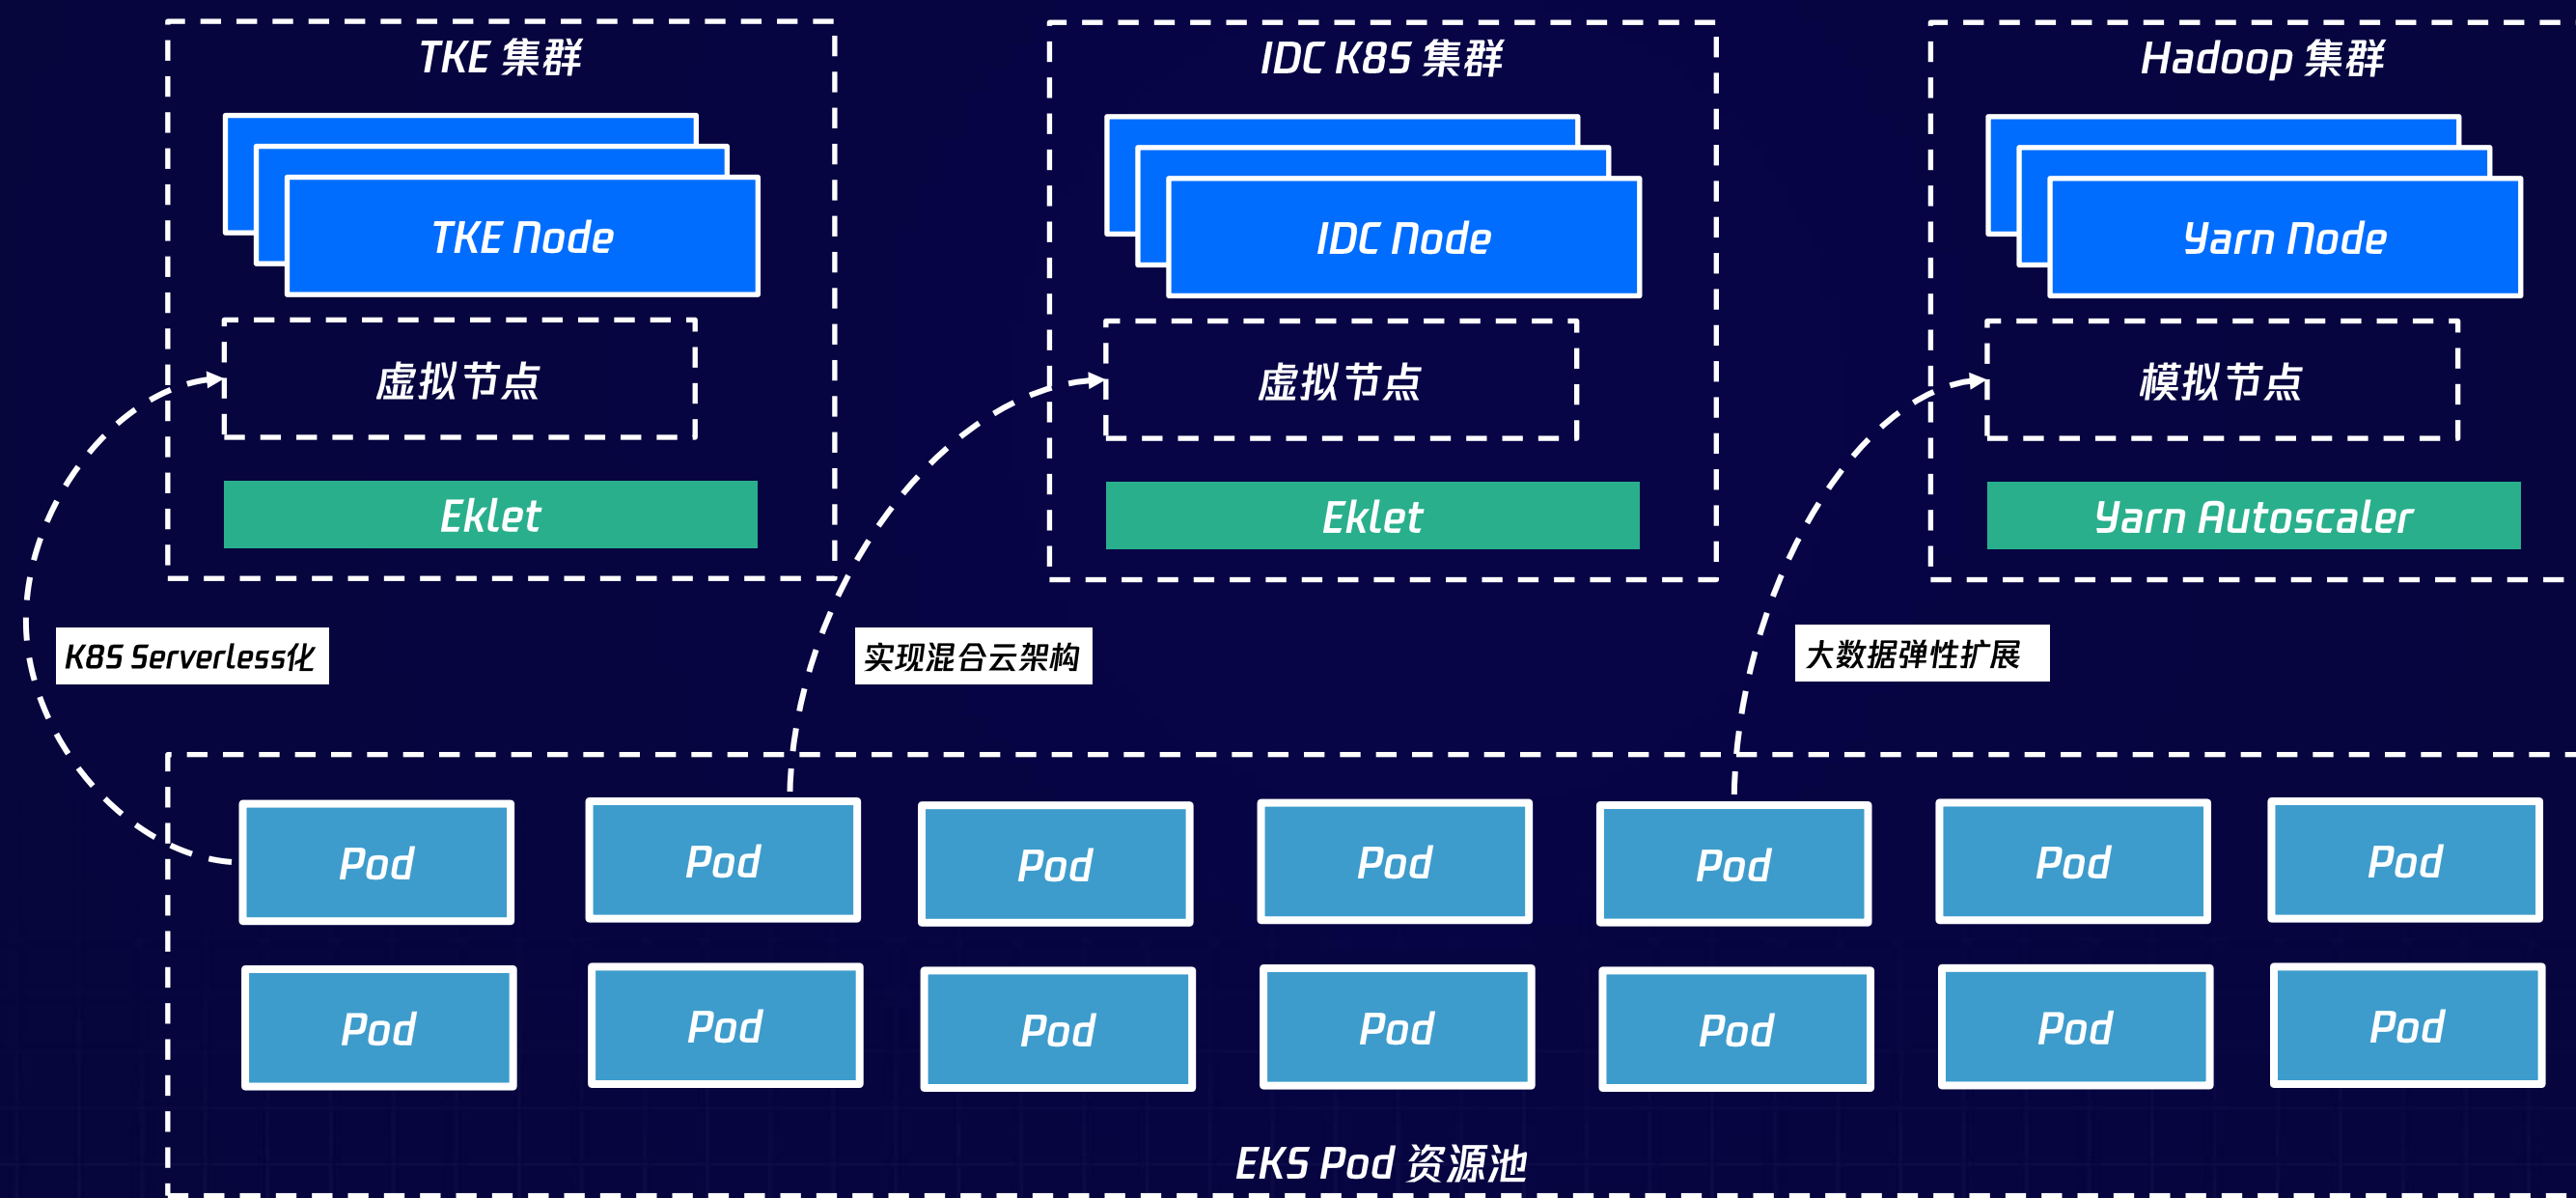 TKE 集群
IDC K8S 集群
Hadoop 集群
TKE Node
IDC Node
Yarn Node
虚拟节点
虚拟节点
模拟节点
Eklet
Eklet
Yarn Autoscaler
K8S Serverless化
实现混合云架构
大数据弹性扩展
Pod
Pod
Pod
Pod
Pod
Pod
Pod
Pod
Pod
Pod
Pod
Pod
Pod
Pod
EKS Pod 资源池